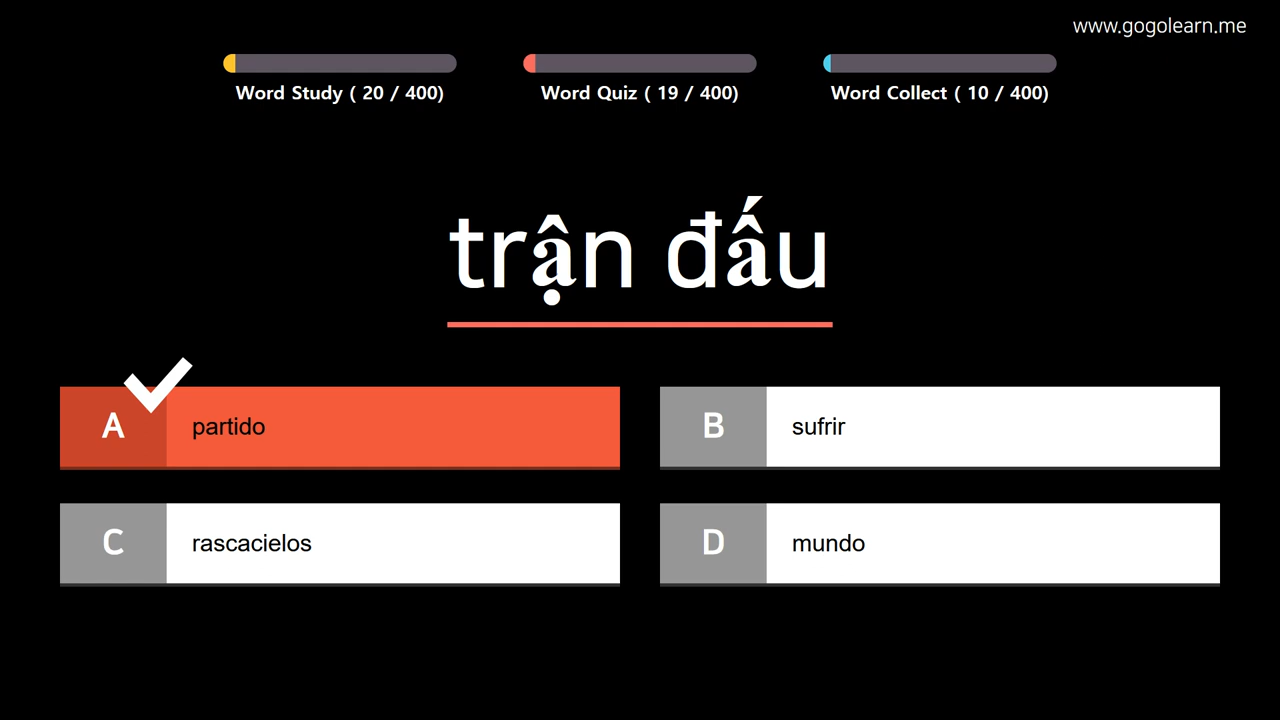 www.gogolearn.me
Word Study ( 20 / 400)
Word Quiz ( 19 / 400)
Word Collect ( 10 / 400)
trận đấu
A partido
B sufrir
C rascacielos
D mundo